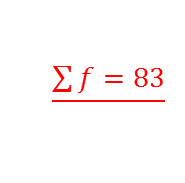 ∑ f = 83